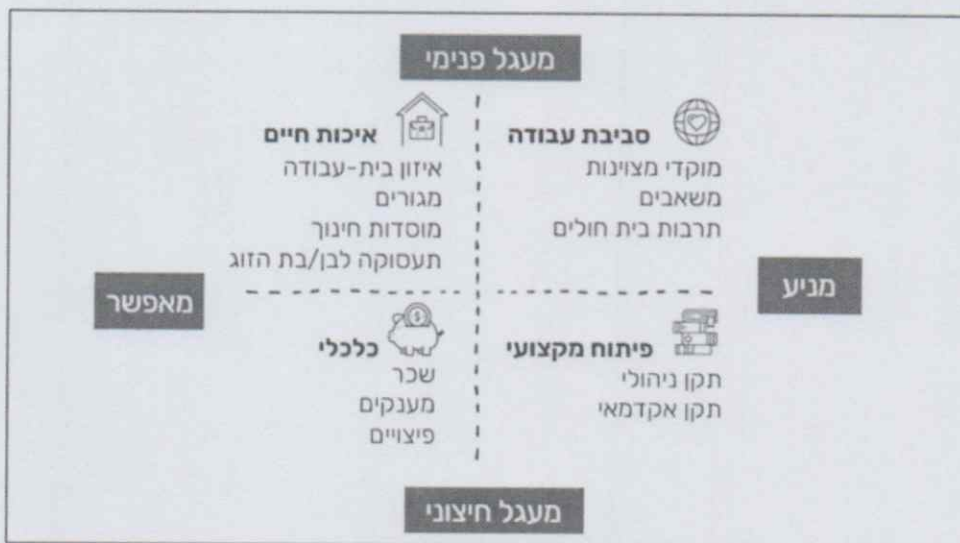 מעגל פנימי
סביבת עבודה
מוקדי מצוינות
משאבים
תרבות בית חולים
איכות חיים
איזון בית-עבודה
מגורים
מוסדות חינוך
תעסוקה לבן/בת הזוג
מניע
מאפשר
פיתוח מקצועי
תקן ניהולי
תקן אקדמאי
כלכלי
$
שכר
מענקים
פיצויים
מעגל חיצוני